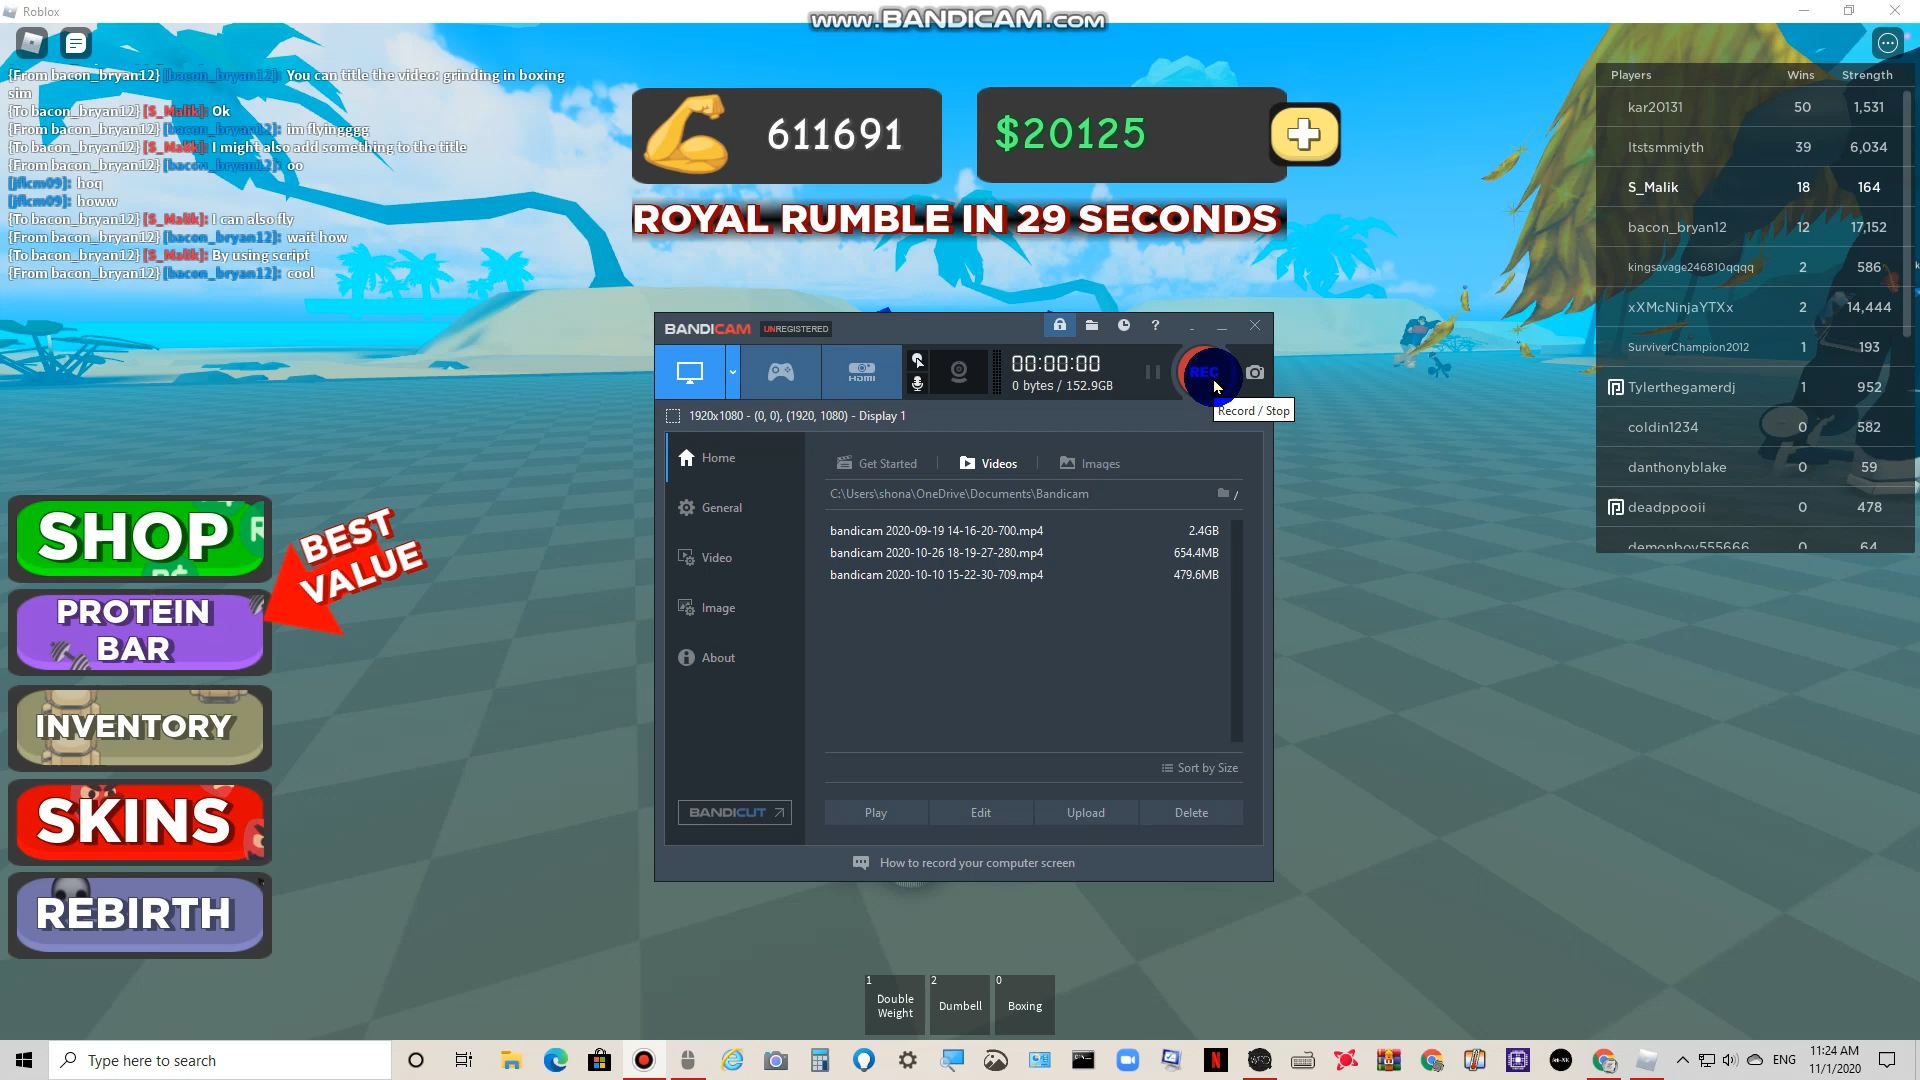 Roblox
www.BANDICAM.com
{From bacon_bryan12} [bacon_bryan12]: You can title the video: grinding in boxing
sim
{To bacon_bryan12} [S_Malik]: Ok
{From bacon_bryan12} [bacon_bryan12]: im flyingggg
{To bacon_bryan12} [S_Malik]: I might also add something to the title
{From bacon_bryan12} [bacon_bryan12]: oo
[jflcm09]: hoq
[jflcm09]: howw
{To bacon_bryan12} [S_Malik]: I can also fly
{From bacon_bryan12} [bacon_bryan12]: wait how
{To bacon_bryan12} [S_Malik]: By using script
{From bacon_bryan12} [bacon_bryan12]: cool
611691
$20125
ROYAL RUMBLE IN 29 SECONDS
Players Wins Strength
kar20131 50 1,531
Itstsmmiyth 39 6,034
S_Malik 18 164
bacon_bryan12 12 17,152
kingsavage246810qqqq 2 586
xXMcNinjaYTXx 2 14,444
SurviverChampion2012 1 193
Tylerthegamerdj 1 952
coldin1234 0 582
danthonyblake 0 59
deadppooii 0 478
demonboy555666 0 64
BANDICAM UNREGISTERED
?
HDMI
00:00:00
0 bytes / 152.9GB
REC
Record / Stop
1920x1080 - (0, 0), (1920, 1080) - Display 1
Home
General
Video
Image
About
BANDICUT
Get Started
Videos
Images
C:\Users\shona\OneDrive\Documents\Bandicam
/
bandicam 2020-09-19 14-16-20-700.mp4 2.4GB
bandicam 2020-10-26 18-19-27-280.mp4 654.4MB
bandicam 2020-10-10 15-22-30-709.mp4 479.6MB
Sort by Size
Play Edit Upload Delete
How to record your computer screen
SHOP
BEST
VALUE
PROTEIN
BAR
INVENTORY
SKINS
REBIRTH
1 2 0
Double
Weight
Dumbell
Boxing
Type here to search
ENG
11:24 AM
11/1/2020